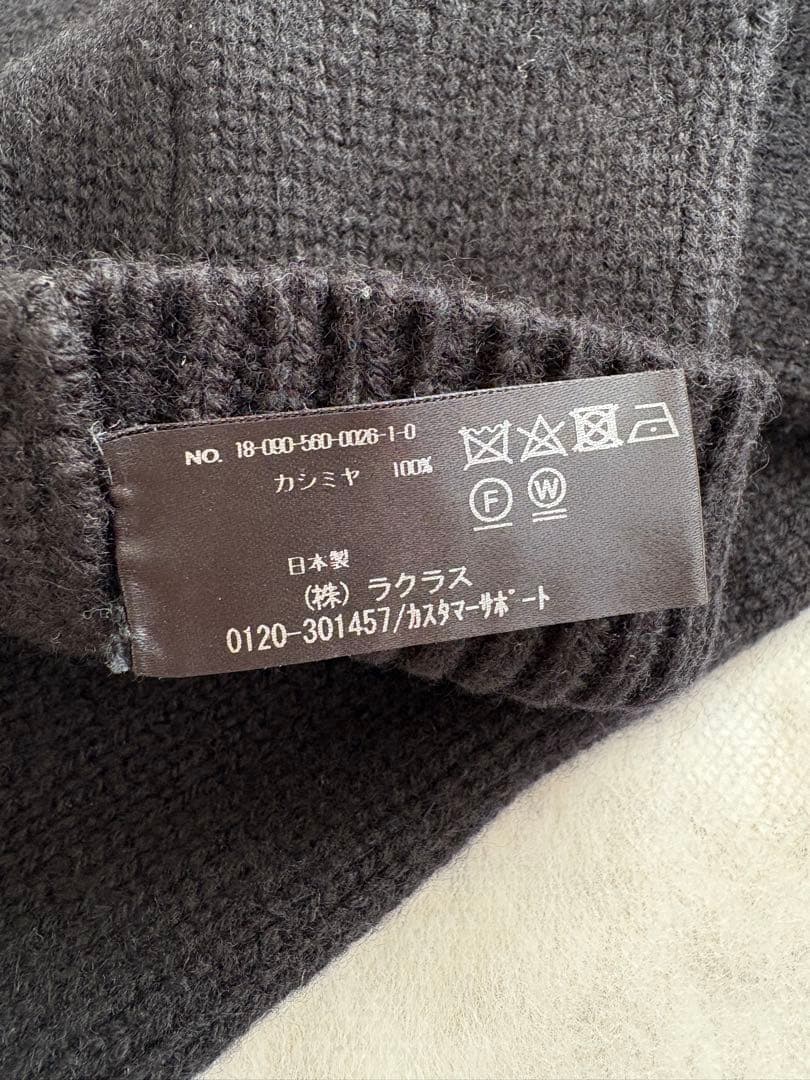 NO. 18-090-560-0026-1-0
カシミヤ 100%
F W
日本製
(株) ラクラス
0120-301457/ｶｽﾀﾏｰｻﾎﾟｰﾄ